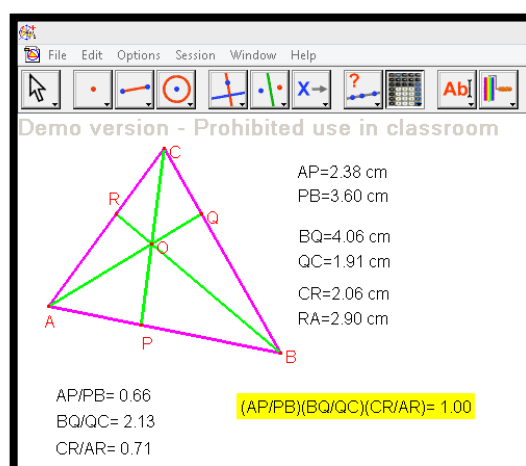 File Edit Options Session Window Help
? X Ab
Demo version - Prohibited use in classroom
C
AP=2.38 cm
PB=3.60 cm
R
Q
BQ=4.06 cm
O
QC=1.91 cm
CR=2.06 cm
A
RA=2.90 cm
P
B
AP/PB= 0.66
(AP/PB)(BQ/QC)(CR/AR)= 1.00
BQ/QC= 2.13
CR/AR= 0.71